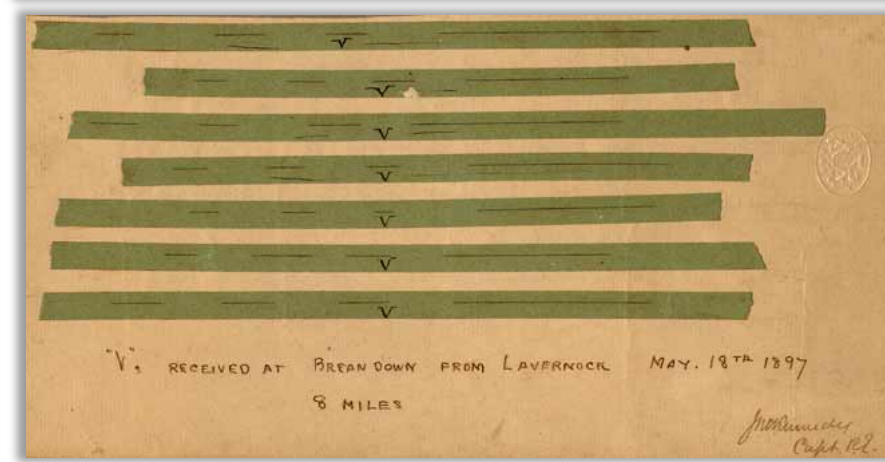 V
V
V
V
V
V
V
"V"s RECEIVED AT BREAN DOWN FROM LAVERNOCK MAY. 18TH 1897
8 MILES
Capt. R.E.